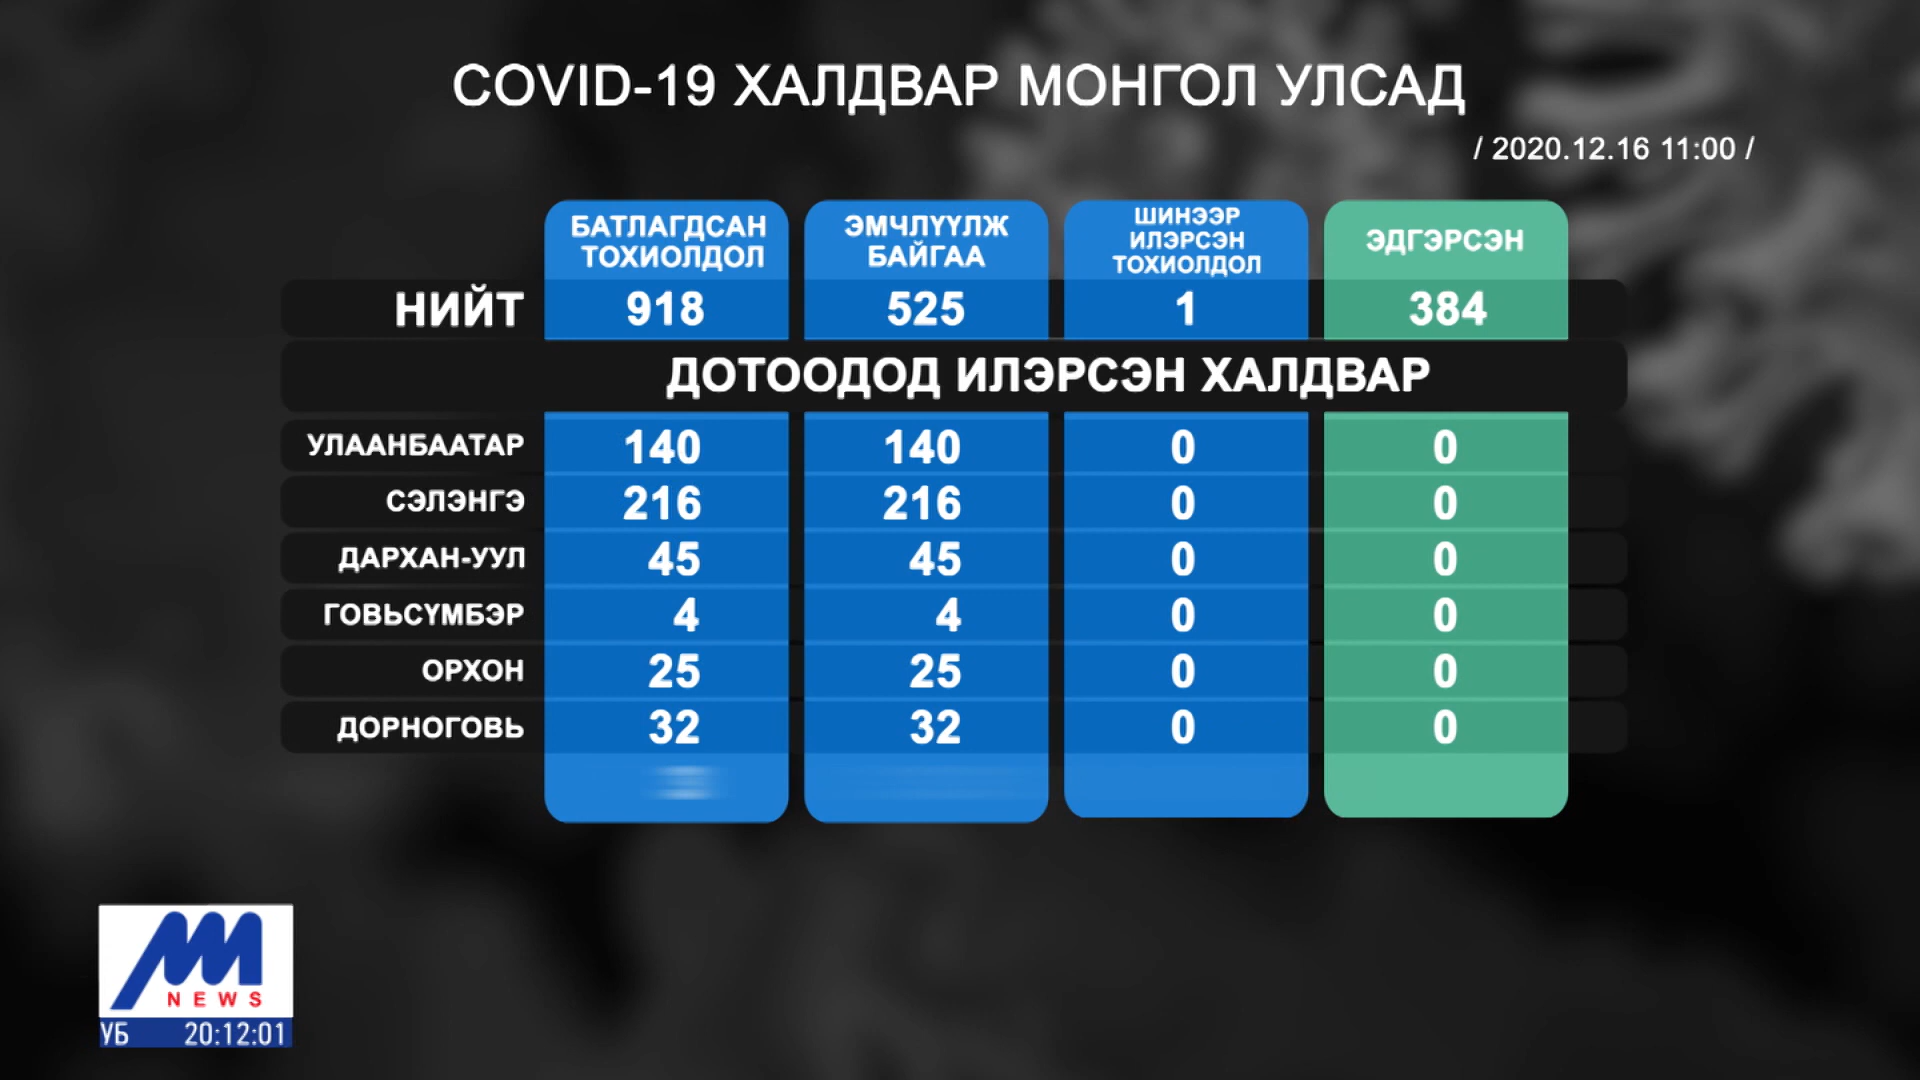 COVID-19 ХАЛДВАР МОНГОЛ УЛСАД
/ 2020.12.16 11:00 /
БАТЛАГДСАН
ТОХИОЛДОЛ
ЭМЧЛҮҮЛЖ
БАЙГАА
ШИНЭЭР
ИЛЭРСЭН
ТОХИОЛДОЛ
ЭДГЭРСЭН
НИЙТ 918 525 1 384
ДОТООДОД ИЛЭРСЭН ХАЛДВАР
УЛААНБААТАР 140 140 0 0
СЭЛЭНГЭ 216 216 0 0
ДАРХАН-УУЛ 45 45 0 0
ГОВЬСҮМБЭР 4 4 0 0
ОРХОН 25 25 0 0
ДОРНОГОВЬ 32 32 0 0
NEWS
УБ 20:12:01